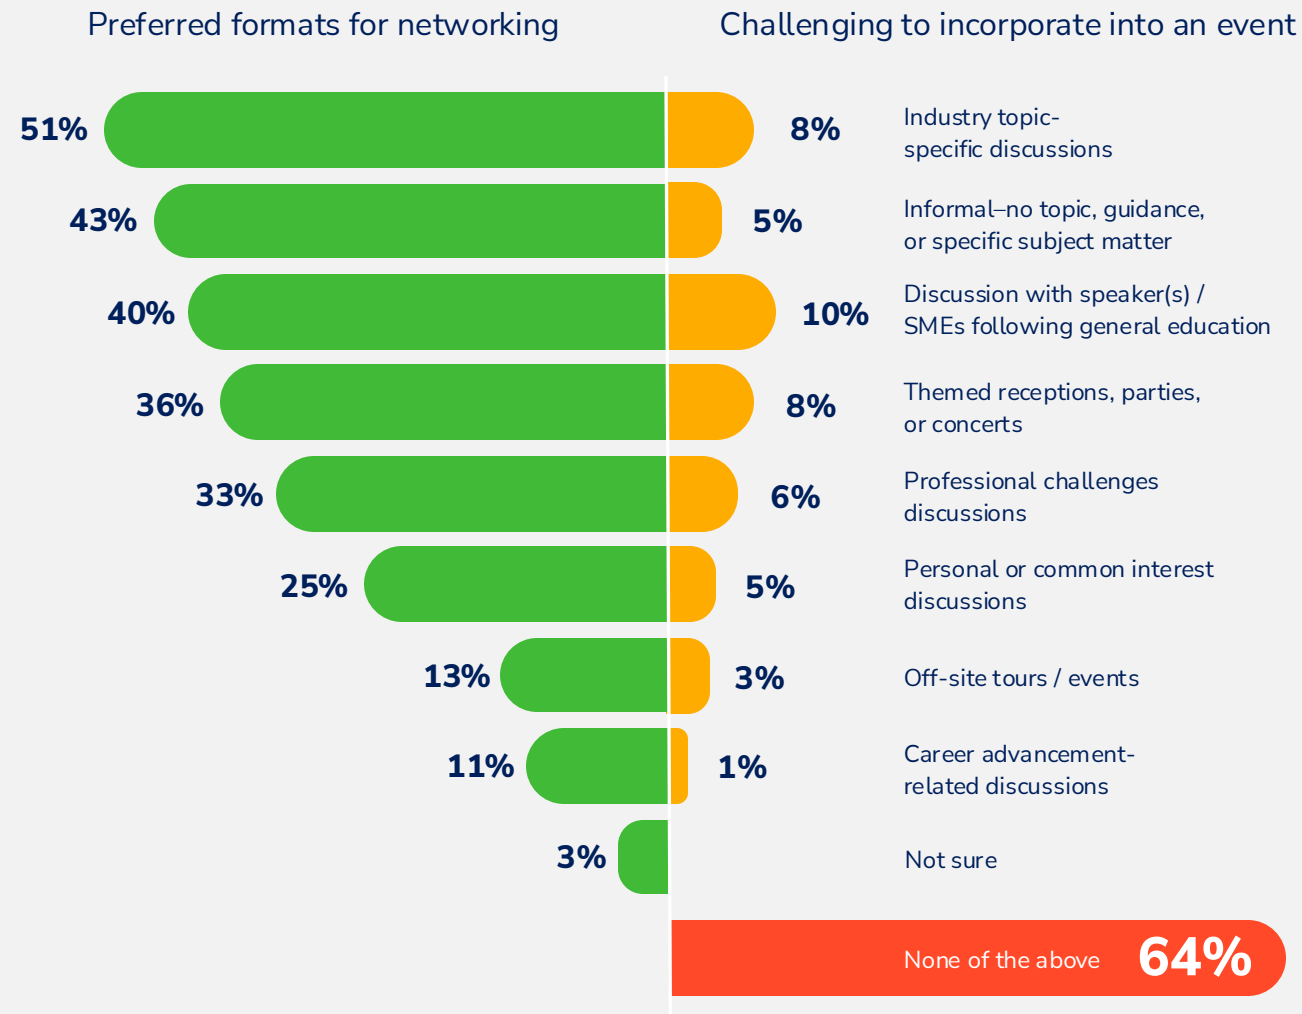 Preferred formats for networking
Challenging to incorporate into an event
51%
8%
Industry topic-
specific discussions
43%
5%
Informal–no topic, guidance,
or specific subject matter
40%
10%
Discussion with speaker(s) /
SMEs following general education
36%
8%
Themed receptions, parties,
or concerts
33%
6%
Professional challenges
discussions
25%
5%
Personal or common interest
discussions
13%
3%
Off-site tours / events
11%
1%
Career advancement-
related discussions
3%
Not sure
None of the above
64%